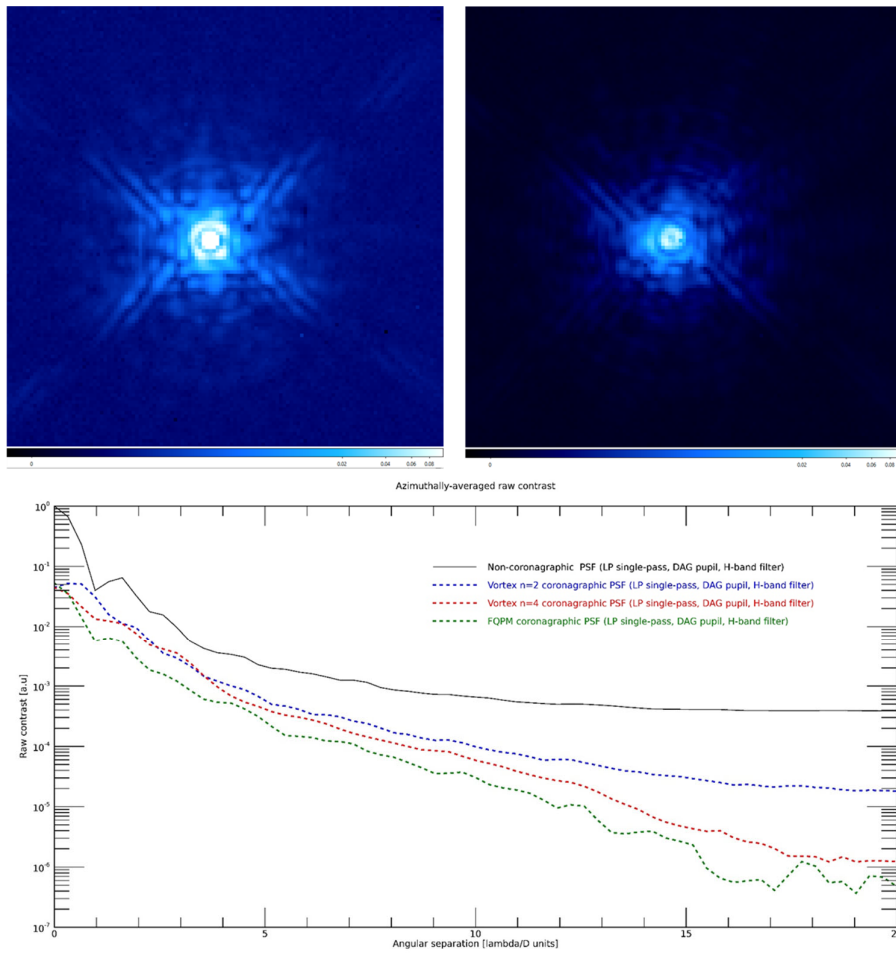 0 0.02 0.04 0.06 0.08
0 0.02 0.04 0.06 0.08
Azimuthally-averaged raw contrast
10^0
10^-1
10^-2
10^-3
10^-4
10^-5
10^-6
10^-7
Raw contrast [a.u]
Non-coronagraphic PSF (LP single-pass, DAG pupil, H-band filter)
Vortex n=2 coronagraphic PSF (LP single-pass, DAG pupil, H-band filter)
Vortex n=4 coronagraphic PSF (LP single-pass, DAG pupil, H-band filter)
FQPM coronagraphic PSF (LP single-pass, DAG pupil, H-band filter)
0 5 10 15 2
Angular separation [lambda/D units]